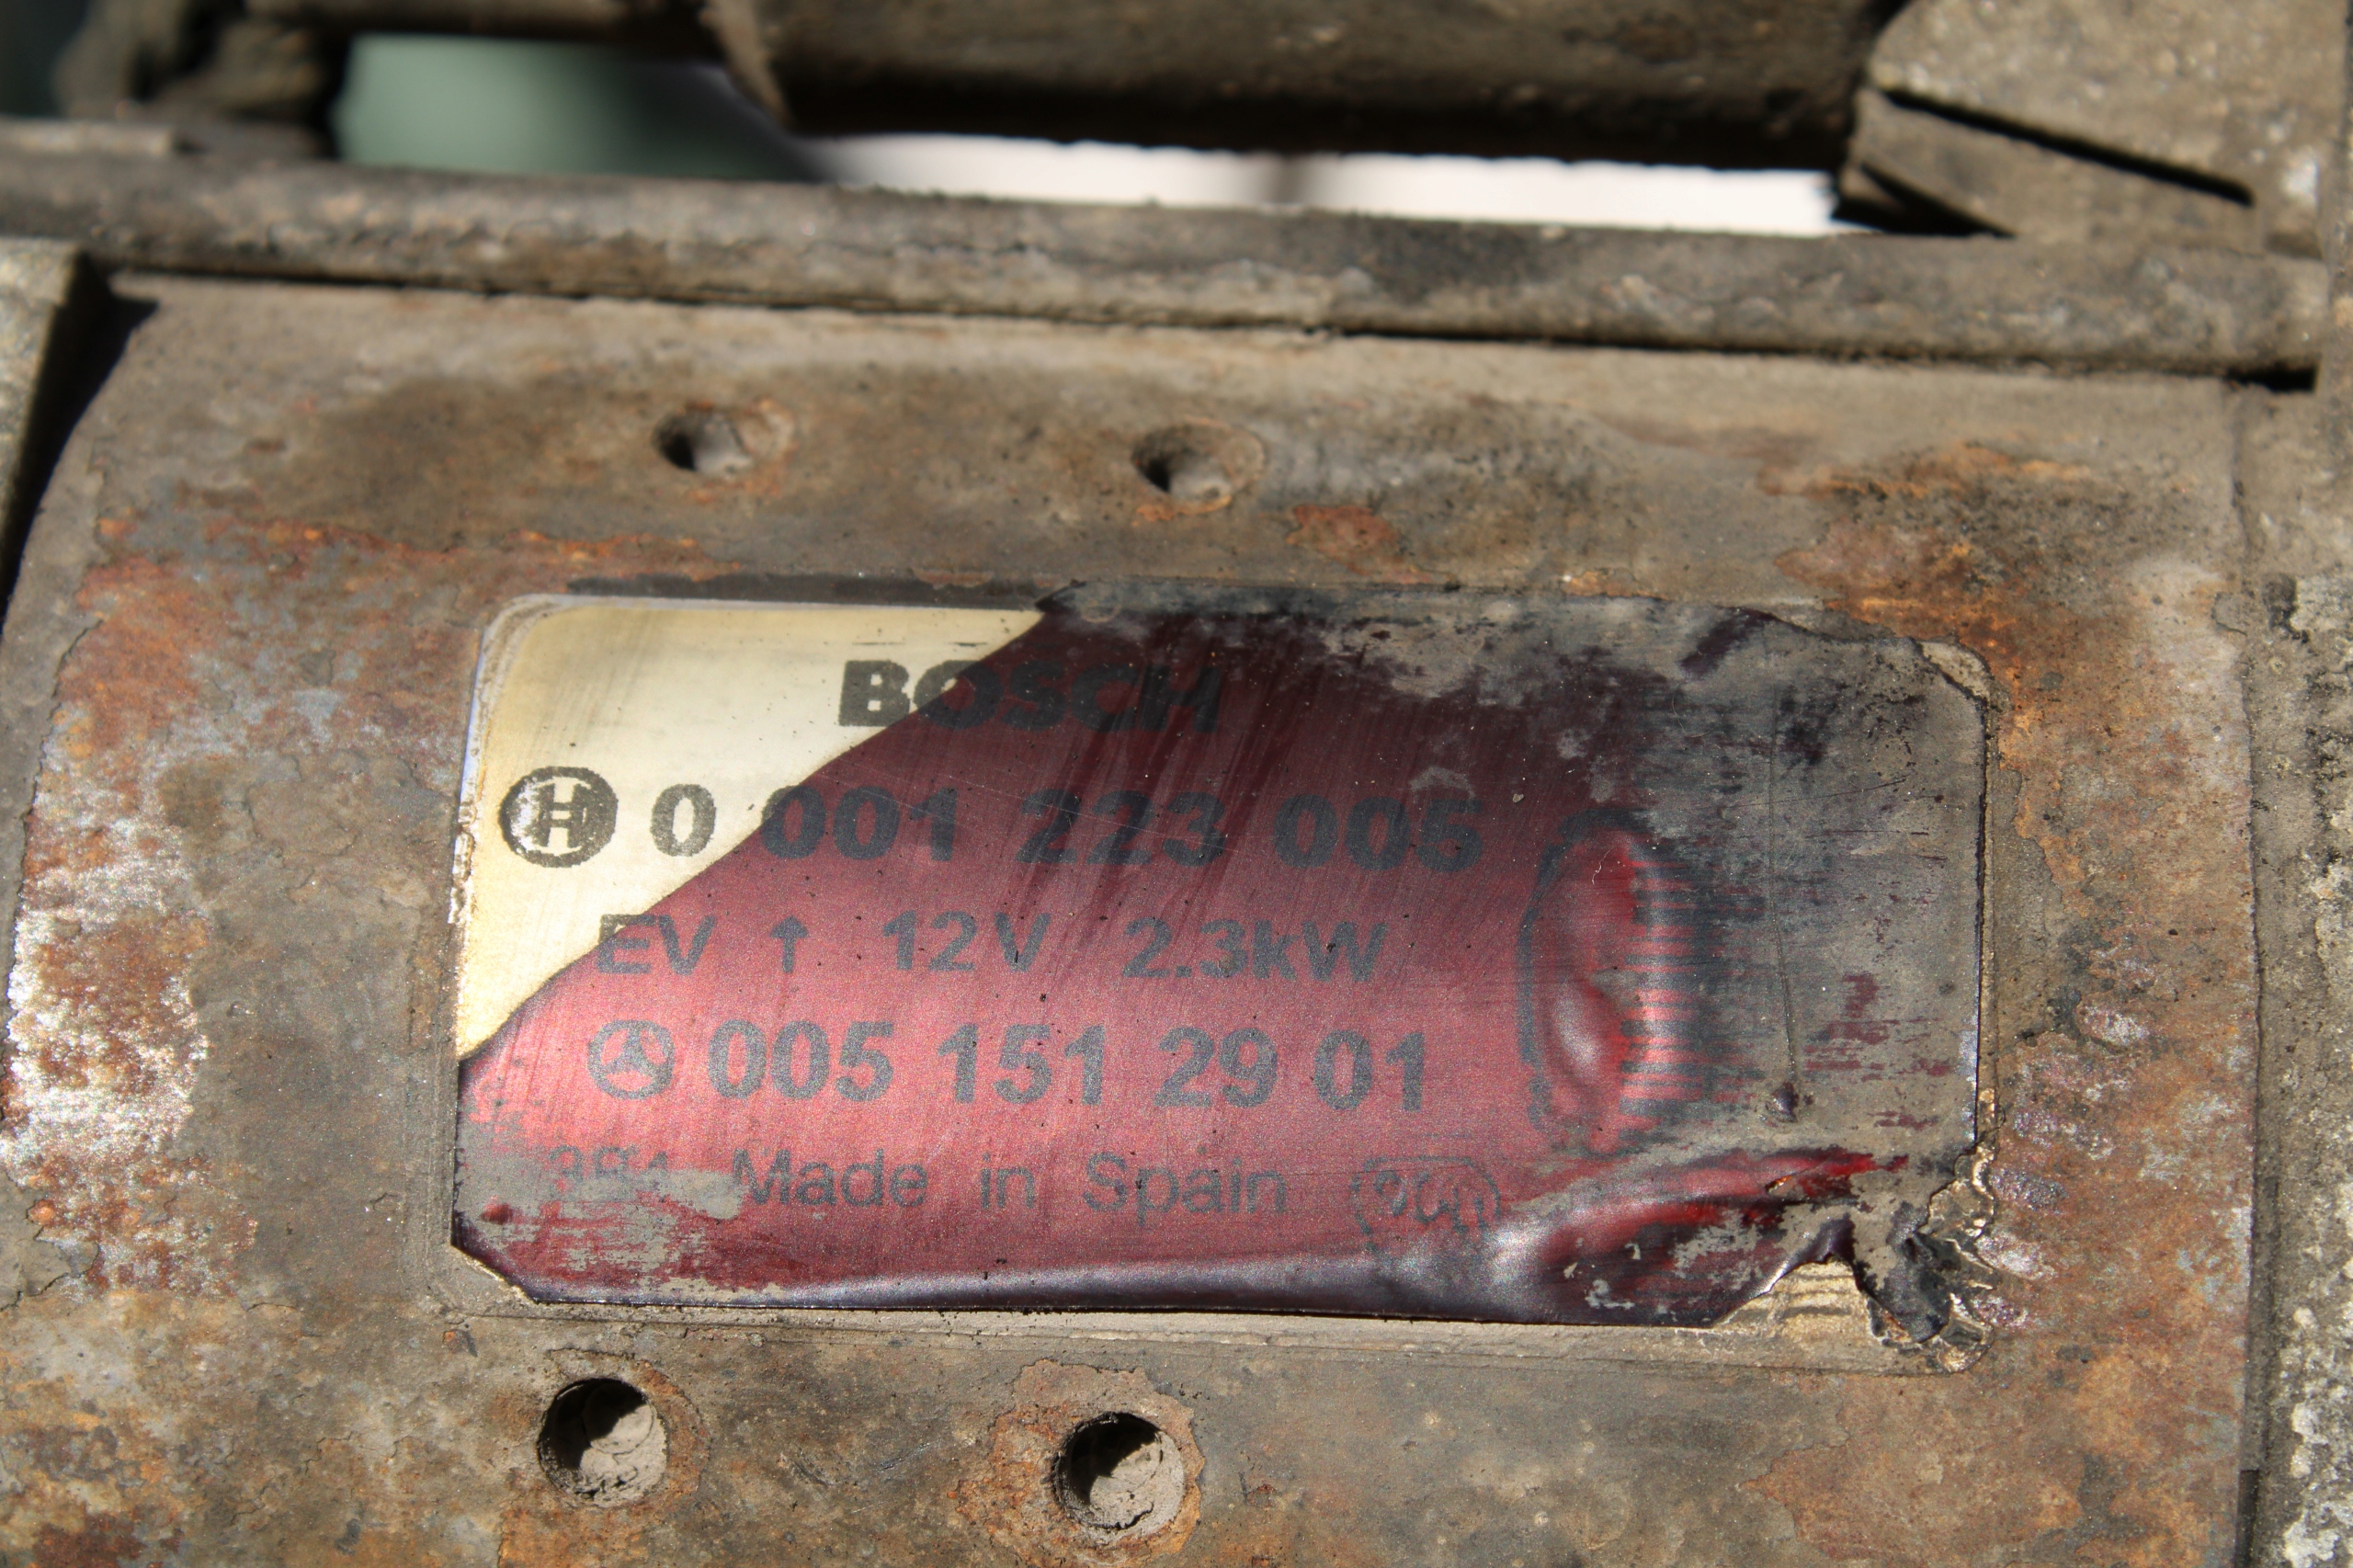 BOSCH
0 001 223 005
EV ↑ 12V 2.3kW
005 151 29 01
Made in Spain